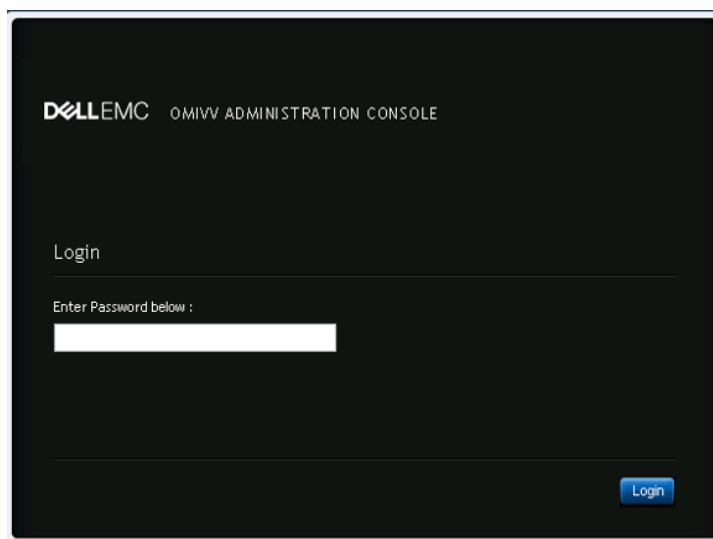 DELLEMC OMIVV ADMINISTRATION CONSOLE
Login
Enter Password below :
Login